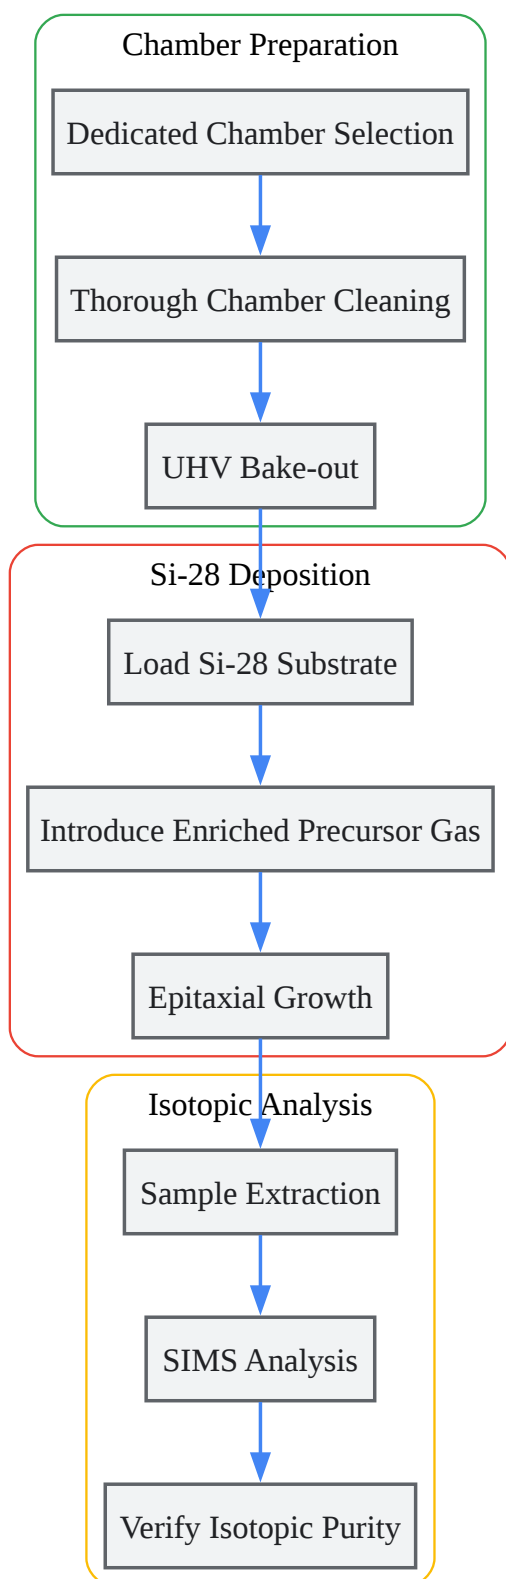 Chamber Preparation
Dedicated Chamber Selection
Thorough Chamber Cleaning
UHV Bake-out
Si-28 Deposition
Load Si-28 Substrate
Introduce Enriched Precursor Gas
Epitaxial Growth
Isotopic Analysis
Sample Extraction
SIMS Analysis
Verify Isotopic Purity